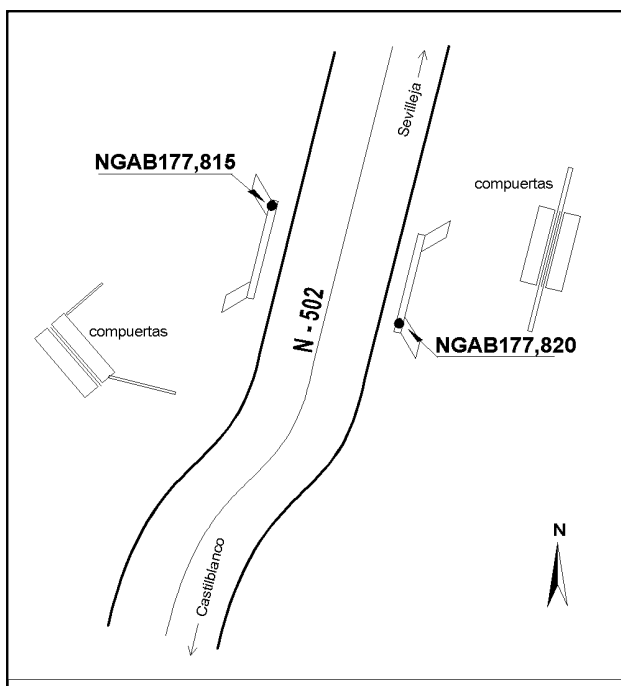 Sevilleja
NGAB177,815
compuertas
N - 502
compuertas
NGAB177,820
Castilblanco
N